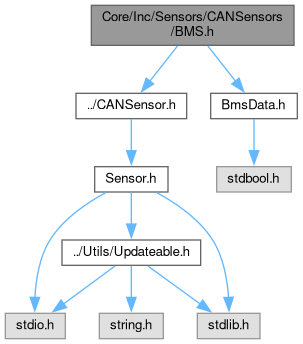 Core/Inc/Sensors/CANSensors
/BMS.h
../CANSensor.h
BmsData.h
Sensor.h
stdbool.h
../Utils/Updateable.h
stdio.h
string.h
stdlib.h